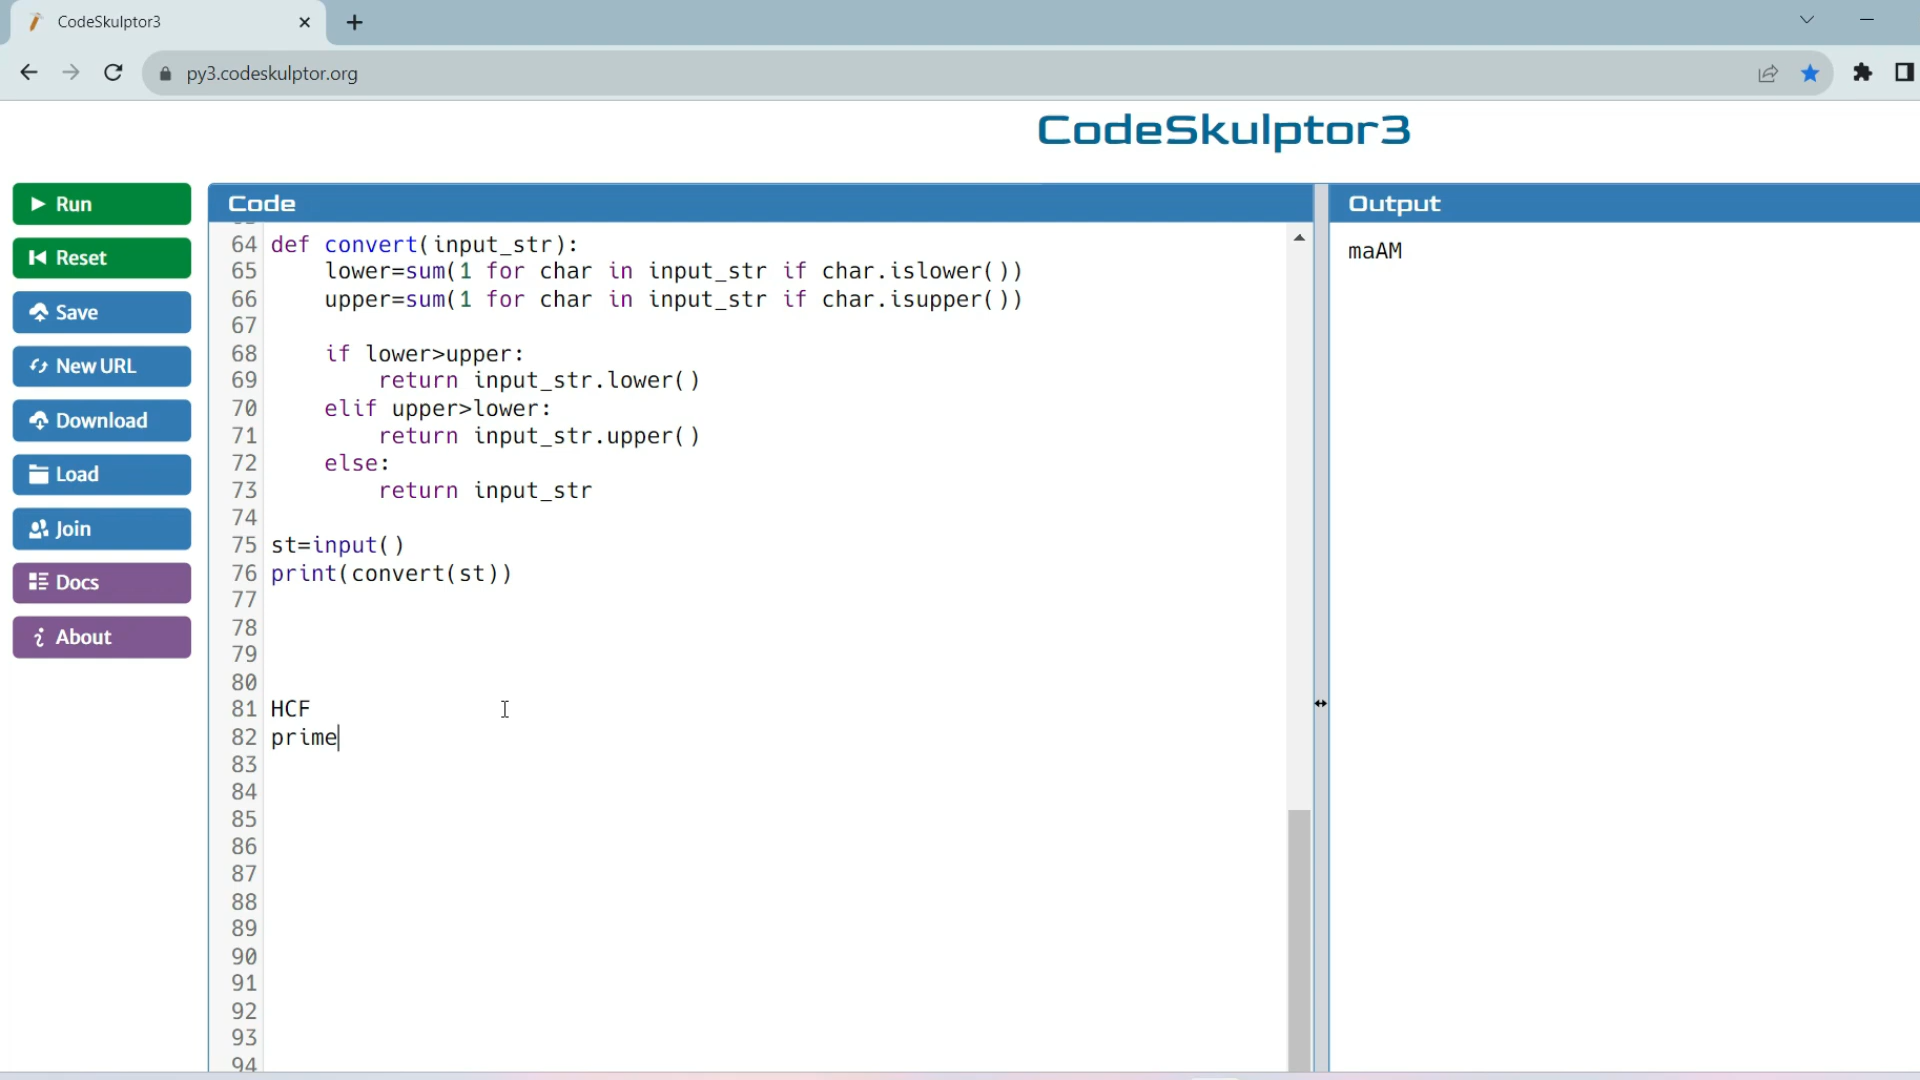 CodeSkulptor3
py3.codeskulptor.org
CodeSkulptor3
Run
Reset
Save
New URL
Download
Load
Join
Docs
About
Code
64 def convert(input_str):
65     lower=sum(1 for char in input_str if char.islower())
66     upper=sum(1 for char in input_str if char.isupper())
67
68     if lower>upper:
69         return input_str.lower()
70     elif upper>lower:
71         return input_str.upper()
72     else:
73         return input_str
74
75 st=input()
76 print(convert(st))
77
78
79
80
81 HCF
82 prime
83
84
85
86
87
88
89
90
91
92
93
94
Output
maAM